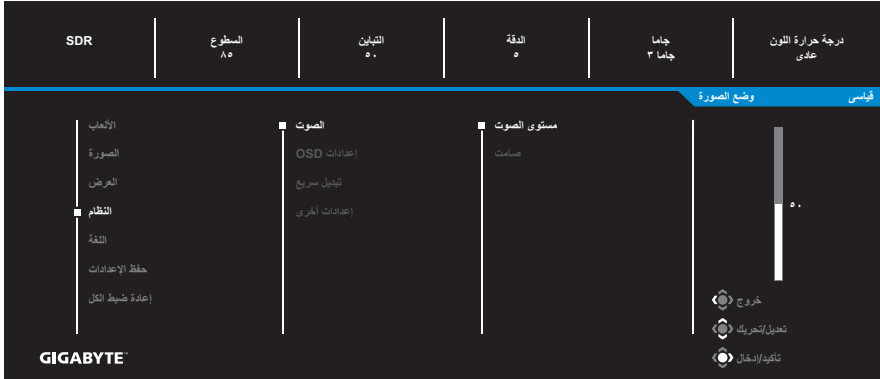 درجة حرارة اللون
عادى
جاما
جاما ٣
الدقة
٥
التباين
٥٠
السطوع
٨٥
SDR
قياسى
وضع الصورة
الألعاب
الصورة
العرض
النظام
اللغة
حفظ الإعدادات
إعادة ضبط الكل
الصوت
إعدادات OSD
تبديل سريع
إعدادات أخرى
مستوى الصوت
صامت
٥٠
خروج
تعديل/تحريك
تأكيد/إدخال
GIGABYTE™